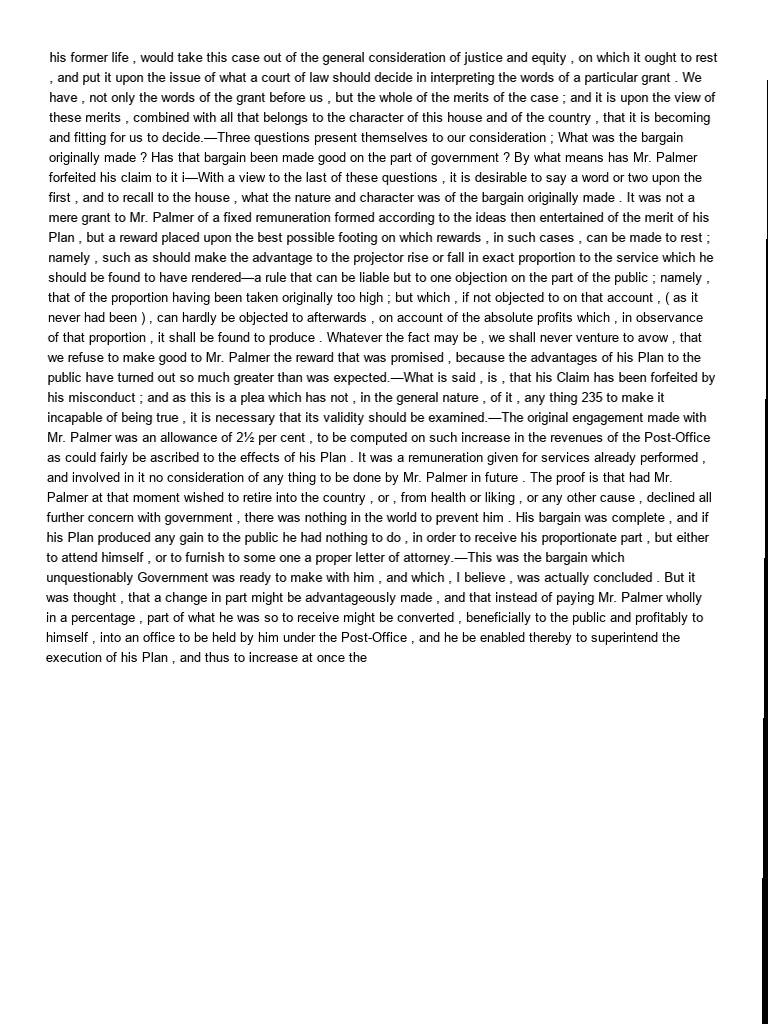 his former life , would take this case out of the general consideration of justice and equity , on which it ought to rest
, and put it upon the issue of what a court of law should decide in interpreting the words of a particular grant . We
have , not only the words of the grant before us , but the whole of the merits of the case ; and it is upon the view of
these merits , combined with all that belongs to the character of this house and of the country , that it is becoming
and fitting for us to decide.—Three questions present themselves to our consideration ; What was the bargain
originally made ? Has that bargain been made good on the part of government ? By what means has Mr. Palmer
forfeited his claim to it i—With a view to the last of these questions , it is desirable to say a word or two upon the
first , and to recall to the house , what the nature and character was of the bargain originally made . It was not a
mere grant to Mr. Palmer of a fixed remuneration formed according to the ideas then entertained of the merit of his
Plan , but a reward placed upon the best possible footing on which rewards , in such cases , can be made to rest ;
namely , such as should make the advantage to the projector rise or fall in exact proportion to the service which he
should be found to have rendered—a rule that can be liable but to one objection on the part of the public ; namely ,
that of the proportion having been taken originally too high ; but which , if not objected to on that account , ( as it
never had been ) , can hardly be objected to afterwards , on account of the absolute profits which , in observance
of that proportion , it shall be found to produce . Whatever the fact may be , we shall never venture to avow , that
we refuse to make good to Mr. Palmer the reward that was promised , because the advantages of his Plan to the
public have turned out so much greater than was expected.—What is said , is , that his Claim has been forfeited by
his misconduct ; and as this is a plea which has not , in the general nature , of it , any thing 235 to make it
incapable of being true , it is necessary that its validity should be examined.—The original engagement made with
Mr. Palmer was an allowance of 2½ per cent , to be computed on such increase in the revenues of the Post-Office
as could fairly be ascribed to the effects of his Plan . It was a remuneration given for services already performed ,
and involved in it no consideration of any thing to be done by Mr. Palmer in future . The proof is that had Mr.
Palmer at that moment wished to retire into the country , or , from health or liking , or any other cause , declined all
further concern with government , there was nothing in the world to prevent him . His bargain was complete , and if
his Plan produced any gain to the public he had nothing to do , in order to receive his proportionate part , but either
to attend himself , or to furnish to some one a proper letter of attorney.—This was the bargain which
unquestionably Government was ready to make with him , and which , I believe , was actually concluded . But it
was thought , that a change in part might be advantageously made , and that instead of paying Mr. Palmer wholly
in a percentage , part of what he was so to receive might be converted , beneficially to the public and profitably to
himself , into an office to be held by him under the Post-Office , and he be enabled thereby to superintend the
execution of his Plan , and thus to increase at once the